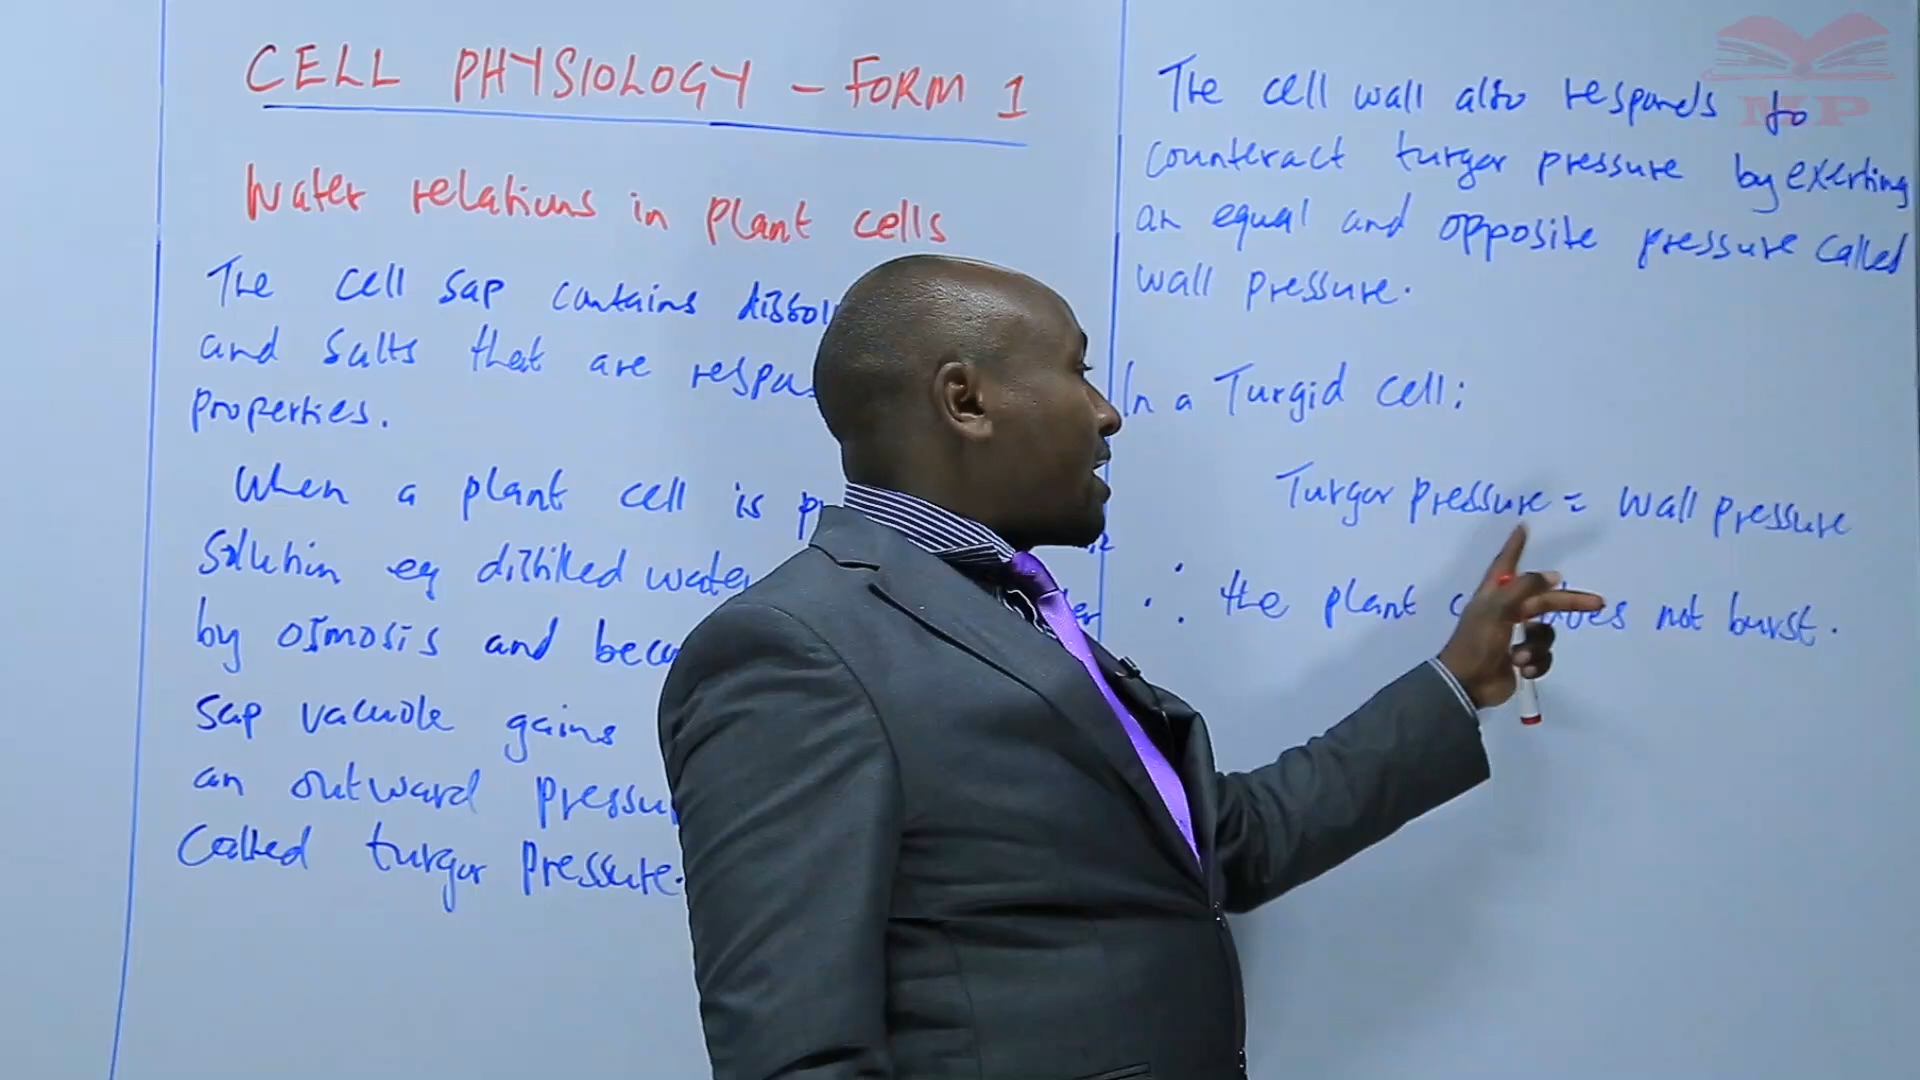 CELL PHYSIOLOGY - FORM 1
Water relations in plant cells
The cell sap contains
and salts that are
properties.
When a plant cell is
solution eg distilled water
by osmosis and
sap vacuole gains
an outward
called turgor pressure.
The cell wall also responds to
counteract turgor pressure by exerting
an equal and opposite pressure called
wall pressure.
In a Turgid cell:
Turgor pressure = wall pressure
∴ the plant does not burst.
MP